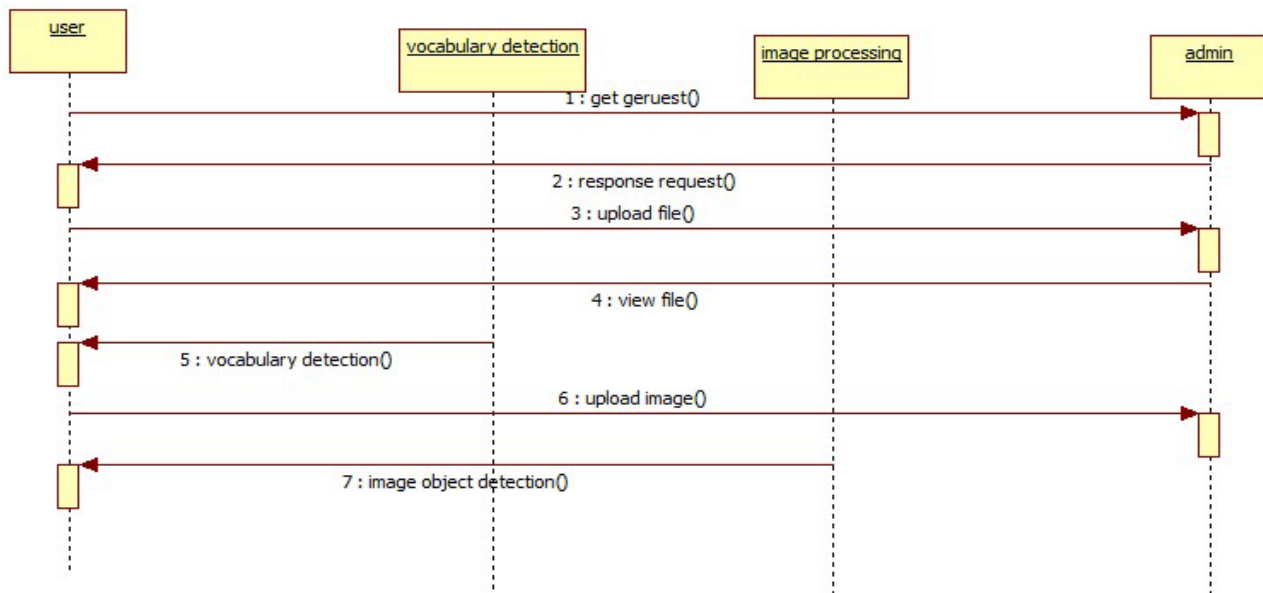 user
vocabulary detection
image processing
admin
1 : get geruest()
2 : response request()
3 : upload file()
4 : view file()
5 : vocabulary detection()
6 : upload image()
7 : image object detection()